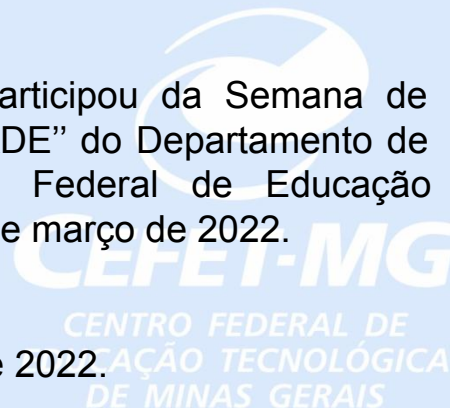 articipou da Semana de
DE” do Departamento de
Federal de Educação
e março de 2022.
CEFET-MG
CENTRO FEDERAL DE
e 2022.
EDUCAÇÃO TECNOLÓGICA
DE MINAS GERAIS